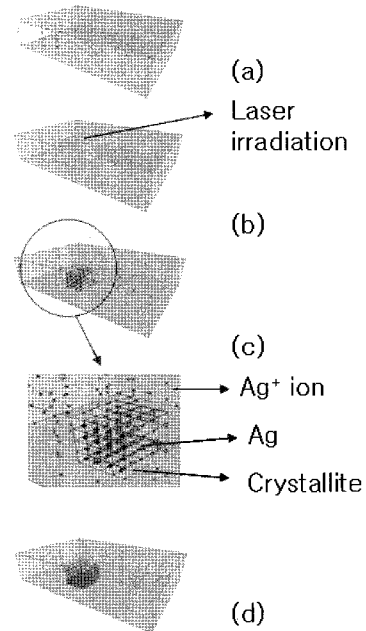 (a)
Laser
irradiation
(b)
(c)
Ag⁺ ion
Ag
Crystallite
(d)